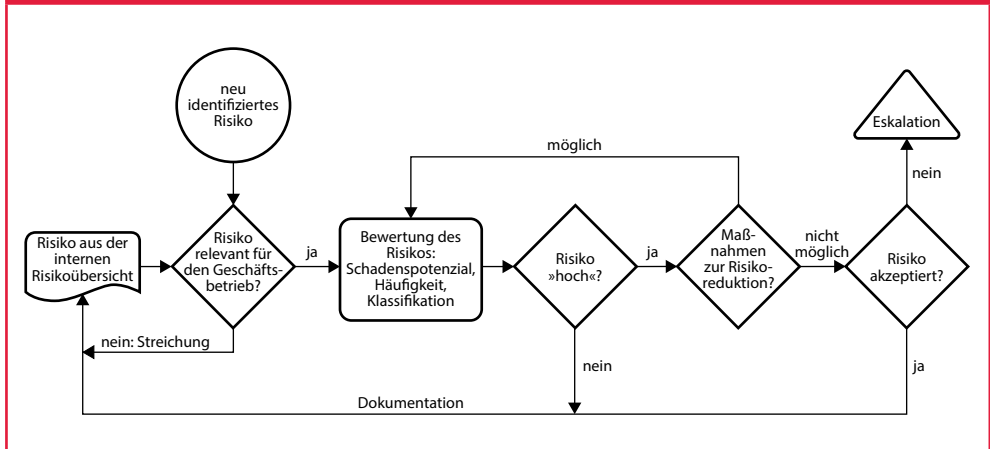 neu
identifiziertes
Risiko
Eskalation
möglich
nein
Risiko aus der
internen
Risikoübersicht
Risiko
relevant für
den Geschäfts-
betrieb?
ja
Bewertung des
Risikos:
Schadenspotenzial,
Häufigkeit,
Klassifikation
Risiko
»hoch«?
ja
Maß-
nahmen
zur Risiko-
reduktion?
nicht
möglich
Risiko
akzeptiert?
nein: Streichung
nein
ja
Dokumentation